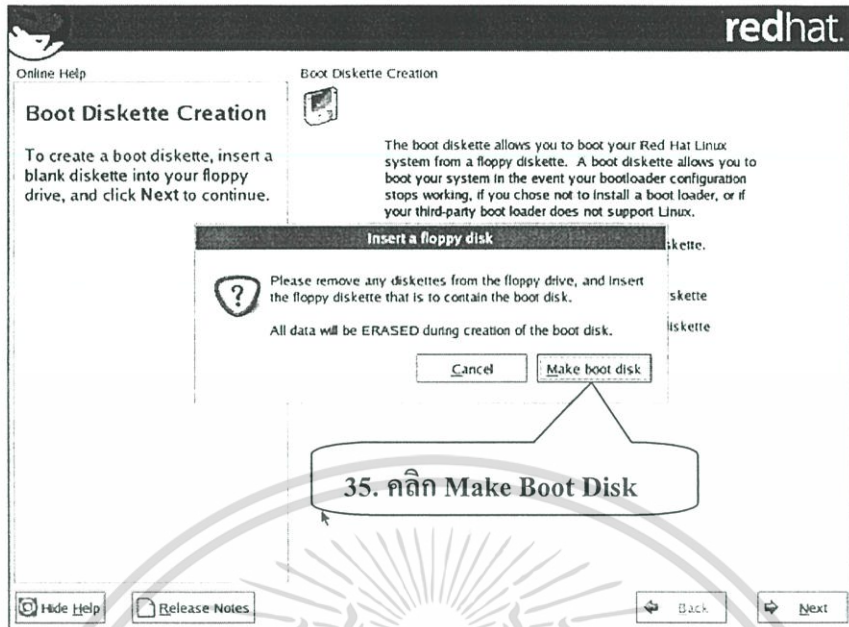 redhat.
Online Help
Boot Diskette Creation
Boot Diskette Creation
To create a boot diskette, insert a
blank diskette into your floppy
drive, and click Next to continue.
The boot diskette allows you to boot your Red Hat Linux
system from a floppy diskette. A boot diskette allows you to
boot your system in the event your bootloader configuration
stops working, if you chose not to install a boot loader, or if
your third-party boot loader does not support Linux.
Insert a floppy disk
Please remove any diskettes from the floppy drive, and insert
the floppy diskette that is to contain the boot disk.
All data will be ERASED during creation of the boot disk.
Cancel
Make boot disk
35. คลิก Make Boot Disk
Hide Help
Release Notes
Back
Next